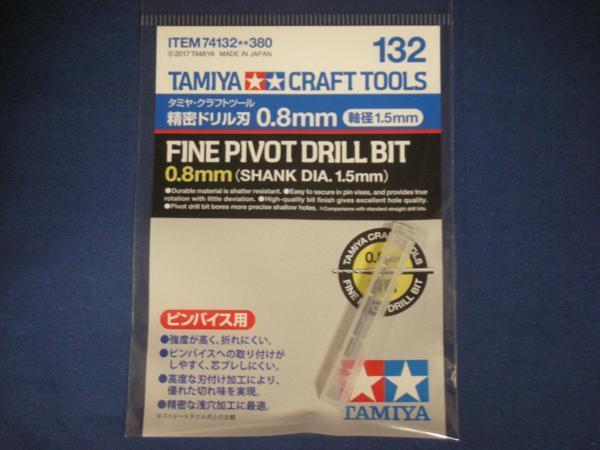 ITEM 74132**380
132
©2017 TAMIYA MADE IN JAPAN
TAMIYA CRAFT TOOLS
タミヤ・クラフトツール
精密ドリル刃 0.8mm 軸径1.5mm
FINE PIVOT DRILL BIT
0.8mm (SHANK DIA. 1.5mm)
●Durable material is shatter resistant. ●Easy to secure in pin vises, and provides true
rotation with little deviation. ●High-quality bit finish gives excellent hole quality.
●Pivot drill bit bores more precise shallow holes. ※Comparisons with standard straight drill bits.
TAMIYA CRAFT TOOLS
0.8
FINE DRILL BIT
ピンバイス用
●強度が高く、折れにくい。
●ピンバイスへの取り付けが
しやすく、芯ブレしにくい。
●高度な刃付け加工により、
優れた切れ味を実現。
●精密な浅穴加工に最適。
※ストレートドリル刃との比較
TAMIYA